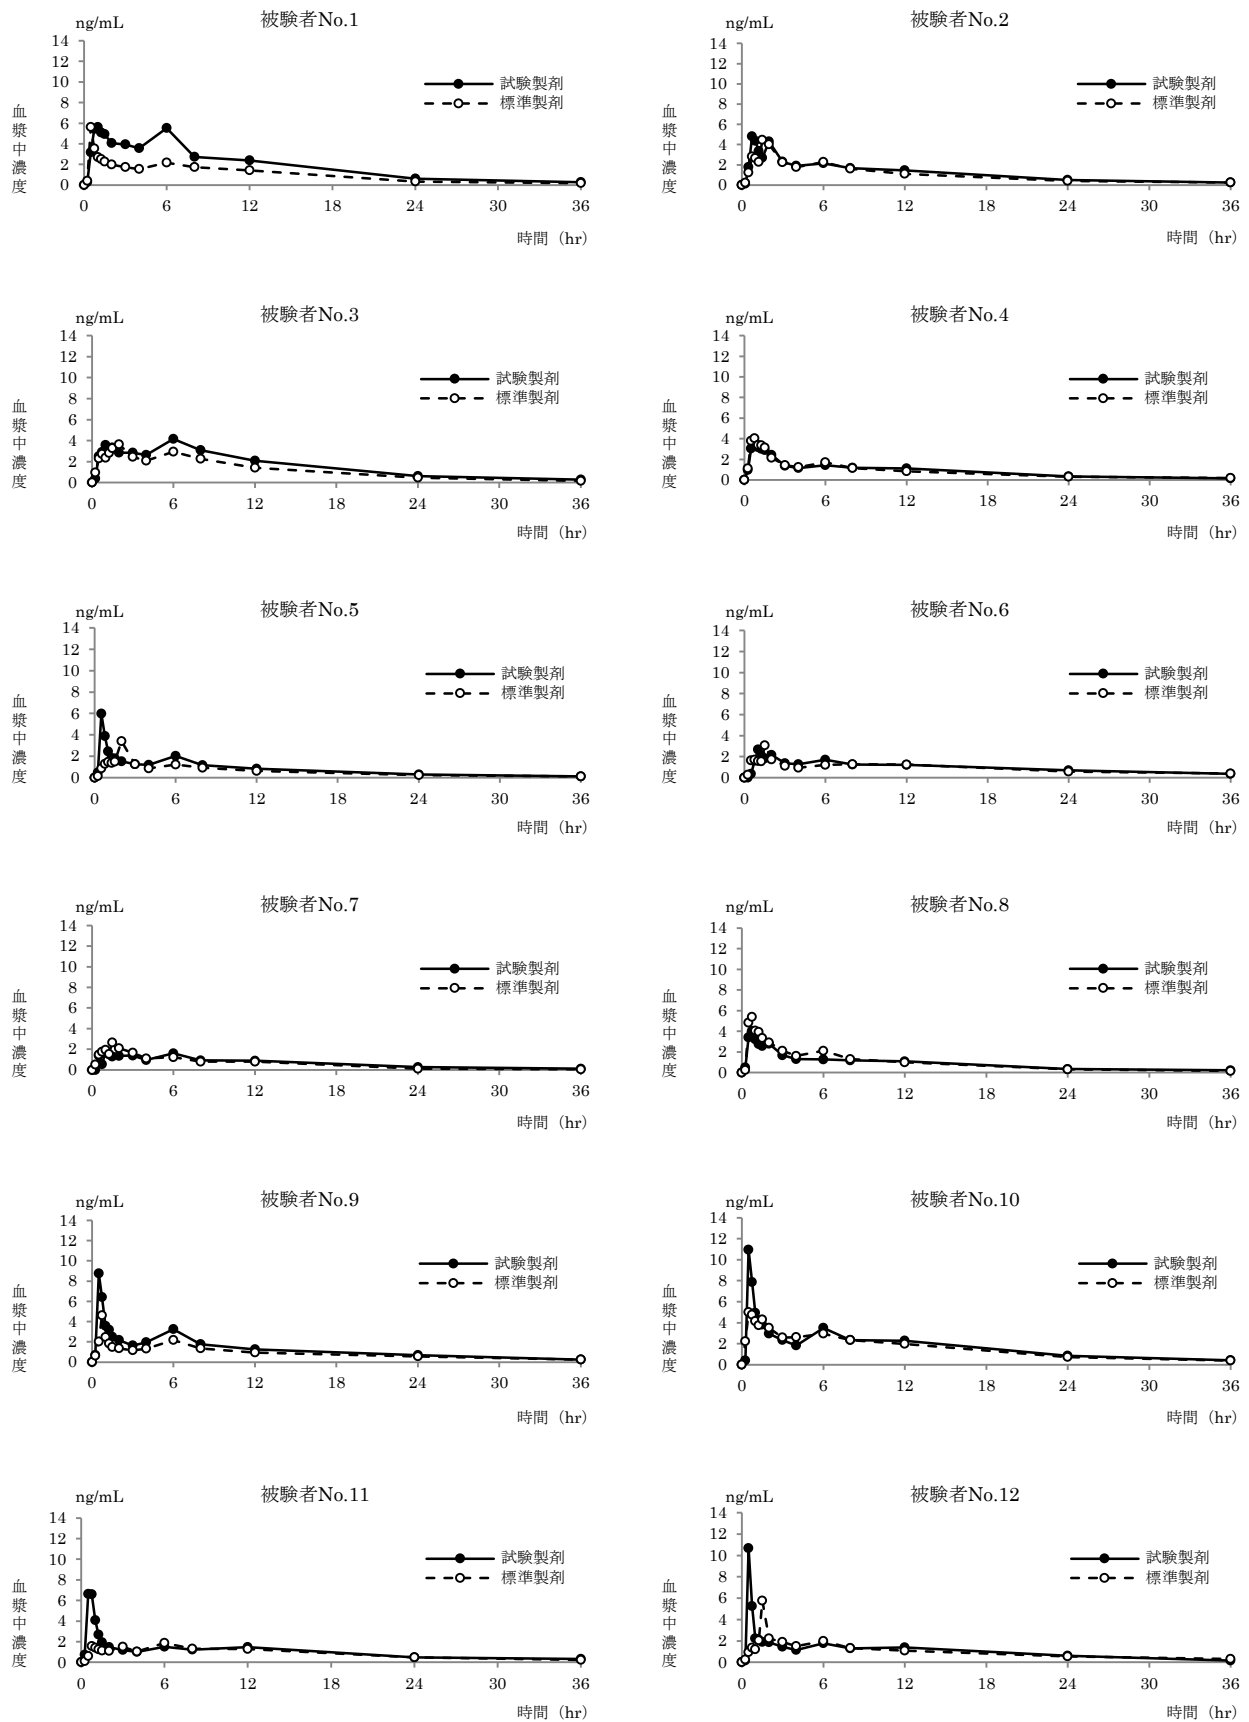 被験者No.1
ng/mL
14
12
10
8
6
4
2
0
血漿中濃度
試験製剤
標準製剤
0 6 12 18 24 30 36
時間 (hr)
被験者No.2
ng/mL
14
12
10
8
6
4
2
0
血漿中濃度
試験製剤
標準製剤
0 6 12 18 24 30 36
時間 (hr)
被験者No.3
ng/mL
14
12
10
8
6
4
2
0
血漿中濃度
試験製剤
標準製剤
0 6 12 18 24 30 36
時間 (hr)
被験者No.4
ng/mL
14
12
10
8
6
4
2
0
血漿中濃度
試験製剤
標準製剤
0 6 12 18 24 30 36
時間 (hr)
被験者No.5
ng/mL
14
12
10
8
6
4
2
0
血漿中濃度
試験製剤
標準製剤
0 6 12 18 24 30 36
時間 (hr)
被験者No.6
ng/mL
14
12
10
8
6
4
2
0
血漿中濃度
試験製剤
標準製剤
0 6 12 18 24 30 36
時間 (hr)
被験者No.7
ng/mL
14
12
10
8
6
4
2
0
血漿中濃度
試験製剤
標準製剤
0 6 12 18 24 30 36
時間 (hr)
被験者No.8
ng/mL
14
12
10
8
6
4
2
0
血漿中濃度
試験製剤
標準製剤
0 6 12 18 24 30 36
時間 (hr)
被験者No.9
ng/mL
14
12
10
8
6
4
2
0
血漿中濃度
試験製剤
標準製剤
0 6 12 18 24 30 36
時間 (hr)
被験者No.10
ng/mL
14
12
10
8
6
4
2
0
血漿中濃度
試験製剤
標準製剤
0 6 12 18 24 30 36
時間 (hr)
被験者No.11
ng/mL
14
12
10
8
6
4
2
0
血漿中濃度
試験製剤
標準製剤
0 6 12 18 24 30 36
時間 (hr)
被験者No.12
ng/mL
14
12
10
8
6
4
2
0
血漿中濃度
試験製剤
標準製剤
0 6 12 18 24 30 36
時間 (hr)